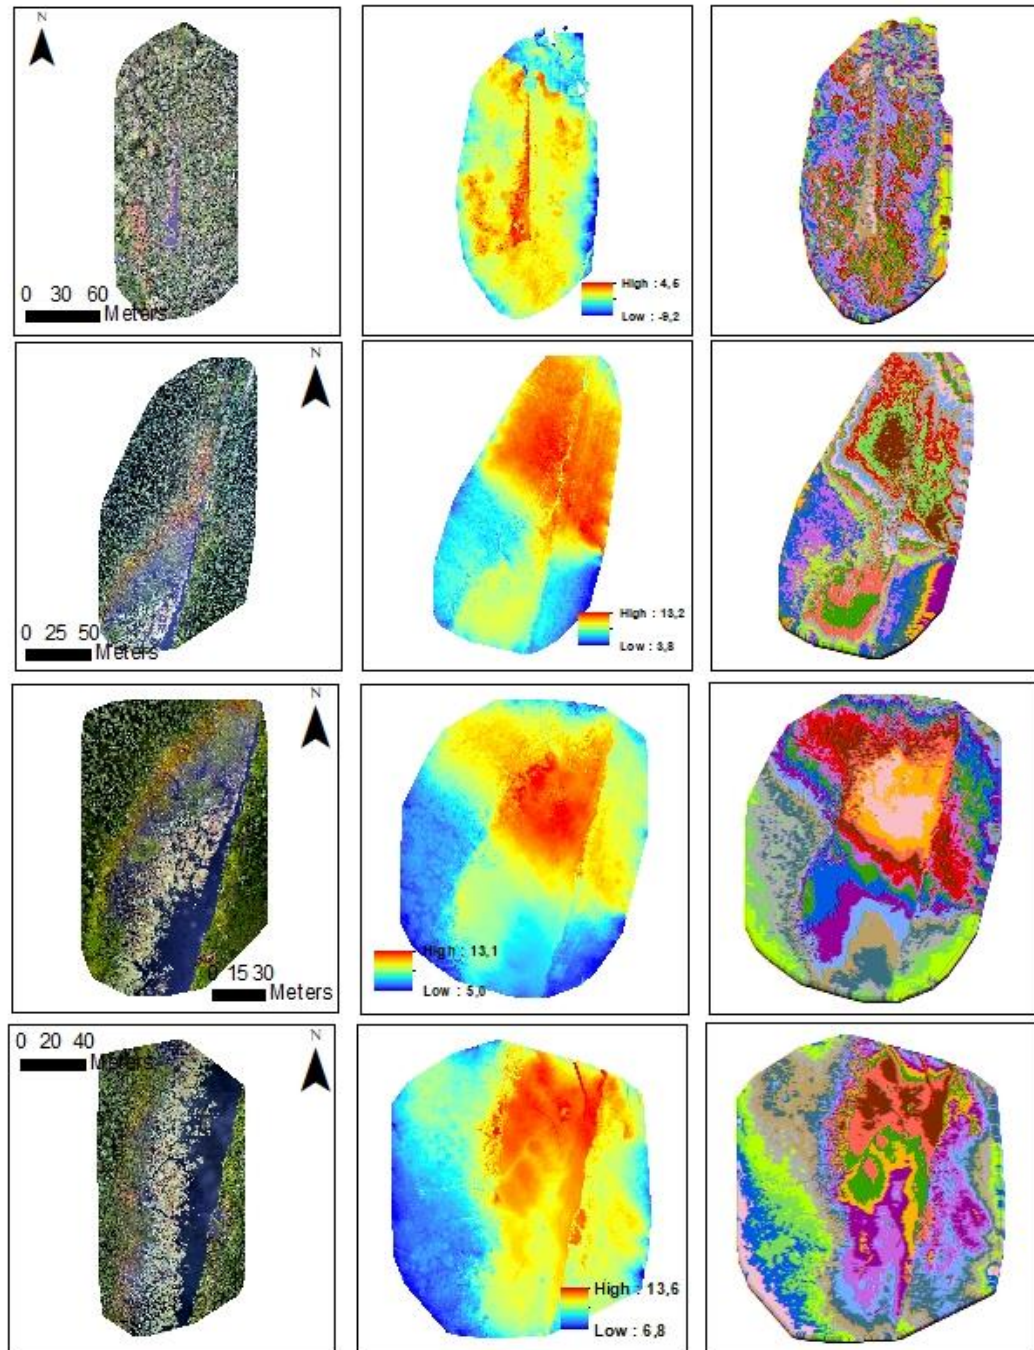 N
0 30 60
Meters
High : 4,5
Low : -9,2
N
0 25 50
Meters
High : 13,2
Low : 3,8
N
0 15 30
Meters
High : 13,1
Low : 5,0
0 20 40
Meters
N
High : 13,6
Low : 6,8